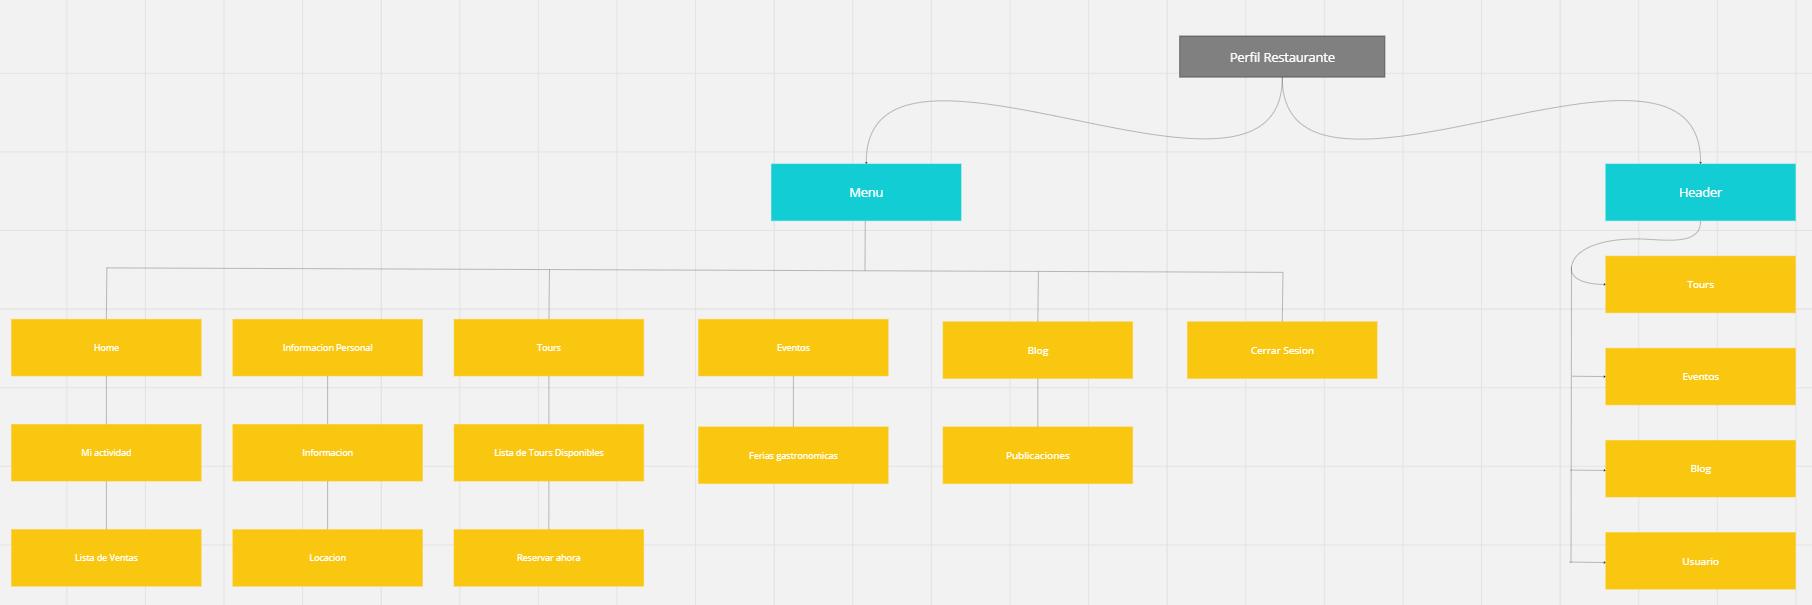 Perfil Restaurante
Menu
Header
Home
Informacion Personal
Tours
Eventos
Blog
Cerrar Sesion
Mi actividad
Informacion
Lista de Tours Disponibles
Ferias gastronomicas
Publicaciones
Lista de Ventas
Locacion
Reservar ahora
Tours
Eventos
Blog
Usuario